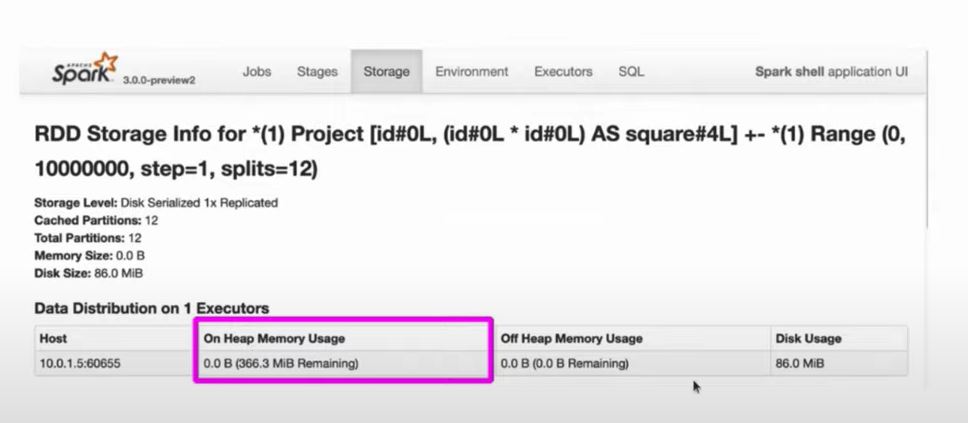 APACHE
Spark 3.0.0-preview2 Jobs Stages Storage Environment Executors SQL Spark shell application UI
RDD Storage Info for *(1) Project [id#0L, (id#0L * id#0L) AS square#4L] +- *(1) Range (0,
10000000, step=1, splits=12)
Storage Level: Disk Serialized 1x Replicated
Cached Partitions: 12
Total Partitions: 12
Memory Size: 0.0 B
Disk Size: 86.0 MiB
Data Distribution on 1 Executors
Host On Heap Memory Usage Off Heap Memory Usage Disk Usage
10.0.1.5:60655 0.0 B (366.3 MiB Remaining) 0.0 B (0.0 B Remaining) 86.0 MiB